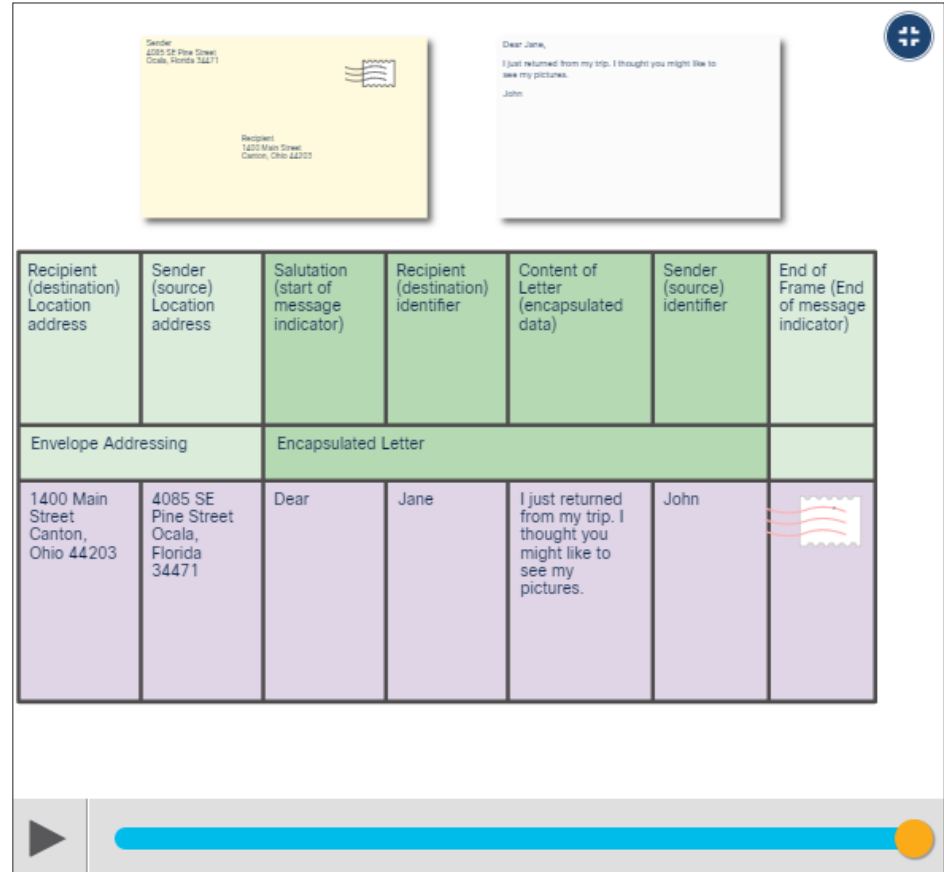 Sender
4085 SE Pine Street
Ocala, Florida 34471
Recipient
1400 Main Street
Canton, Ohio 44203
Dear Jane,
I just returned from my trip. I thought you might like to
see my pictures.
John
Recipient
(destination)
Location
address
Sender
(source)
Location
address
Salutation
(start of
message
indicator)
Recipient
(destination)
identifier
Content of
Letter
(encapsulated
data)
Sender
(source)
identifier
End of
Frame (End
of message
indicator)
Envelope Addressing
Encapsulated Letter
1400 Main
Street
Canton,
Ohio 44203
4085 SE
Pine Street
Ocala,
Florida
34471
Dear
Jane
I just returned
from my trip. I
thought you
might like to
see my
pictures.
John